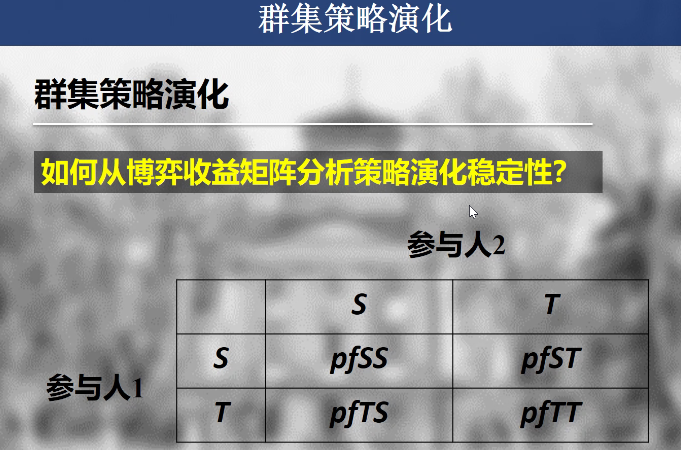 群集策略演化
群集策略演化
如何从博弈收益矩阵分析策略演化稳定性?
参与人2
S T
S pfSS pfST
参与人1
T pfTS pfTT